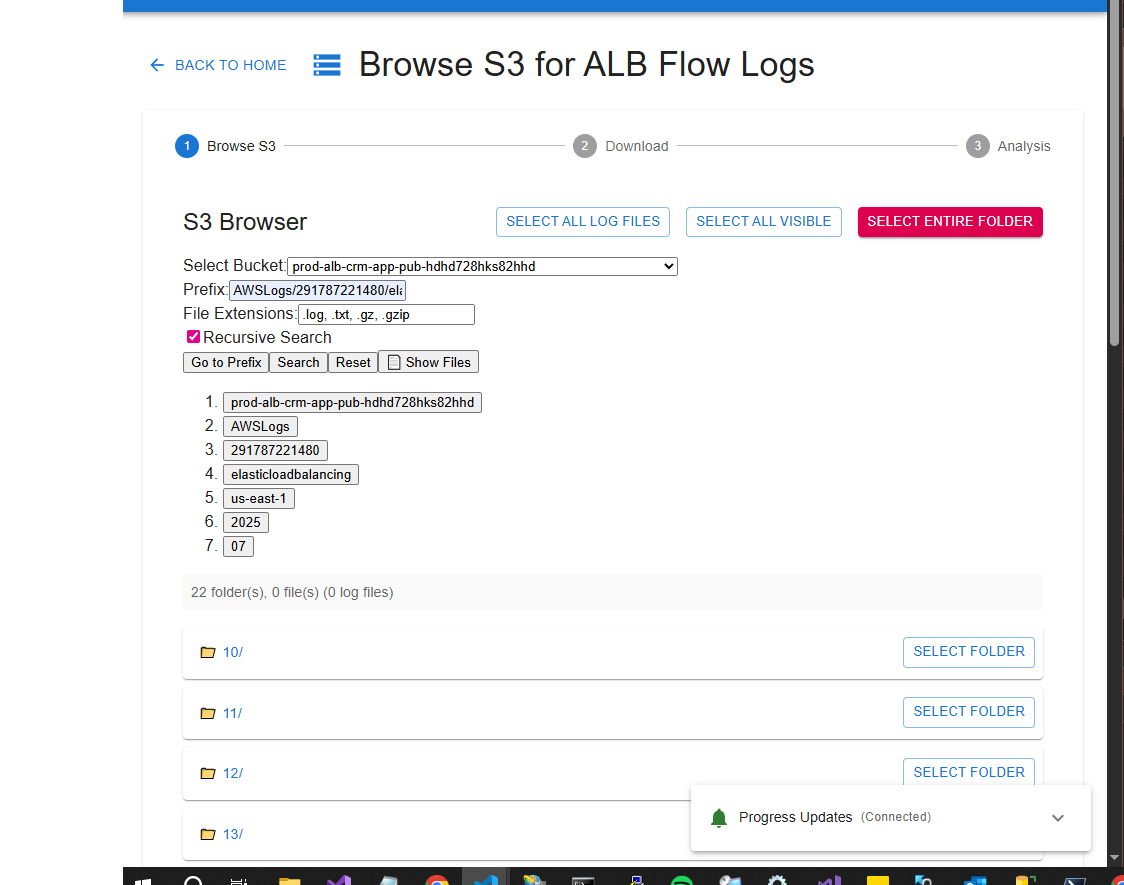 BACK TO HOME Browse S3 for ALB Flow Logs
1 Browse S3 2 Download 3 Analysis
S3 Browser SELECT ALL LOG FILES SELECT ALL VISIBLE SELECT ENTIRE FOLDER
Select Bucket: prod-alb-crm-app-pub-hdhd728hks82hhd
Prefix: AWSLogs/291787221480/ela
File Extensions: .log, .txt, .gz, .gzip
Recursive Search
Go to Prefix Search Reset Show Files
1. prod-alb-crm-app-pub-hdhd728hks82hhd
2. AWSLogs
3. 291787221480
4. elasticloadbalancing
5. us-east-1
6. 2025
7. 07
22 folder(s), 0 file(s) (0 log files)
10/ SELECT FOLDER
11/ SELECT FOLDER
12/ SELECT FOLDER
Progress Updates (Connected)
13/